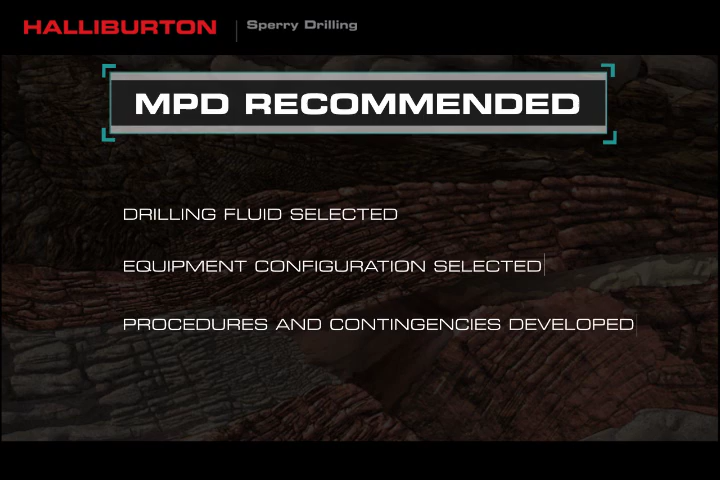 HALLIBURTON
Sperry Drilling
MPD RECOMMENDED
DRILLING FLUID SELECTED
EQUIPMENT CONFIGURATION SELECTED
PROCEDURES AND CONTINGENCIES DEVELOPED